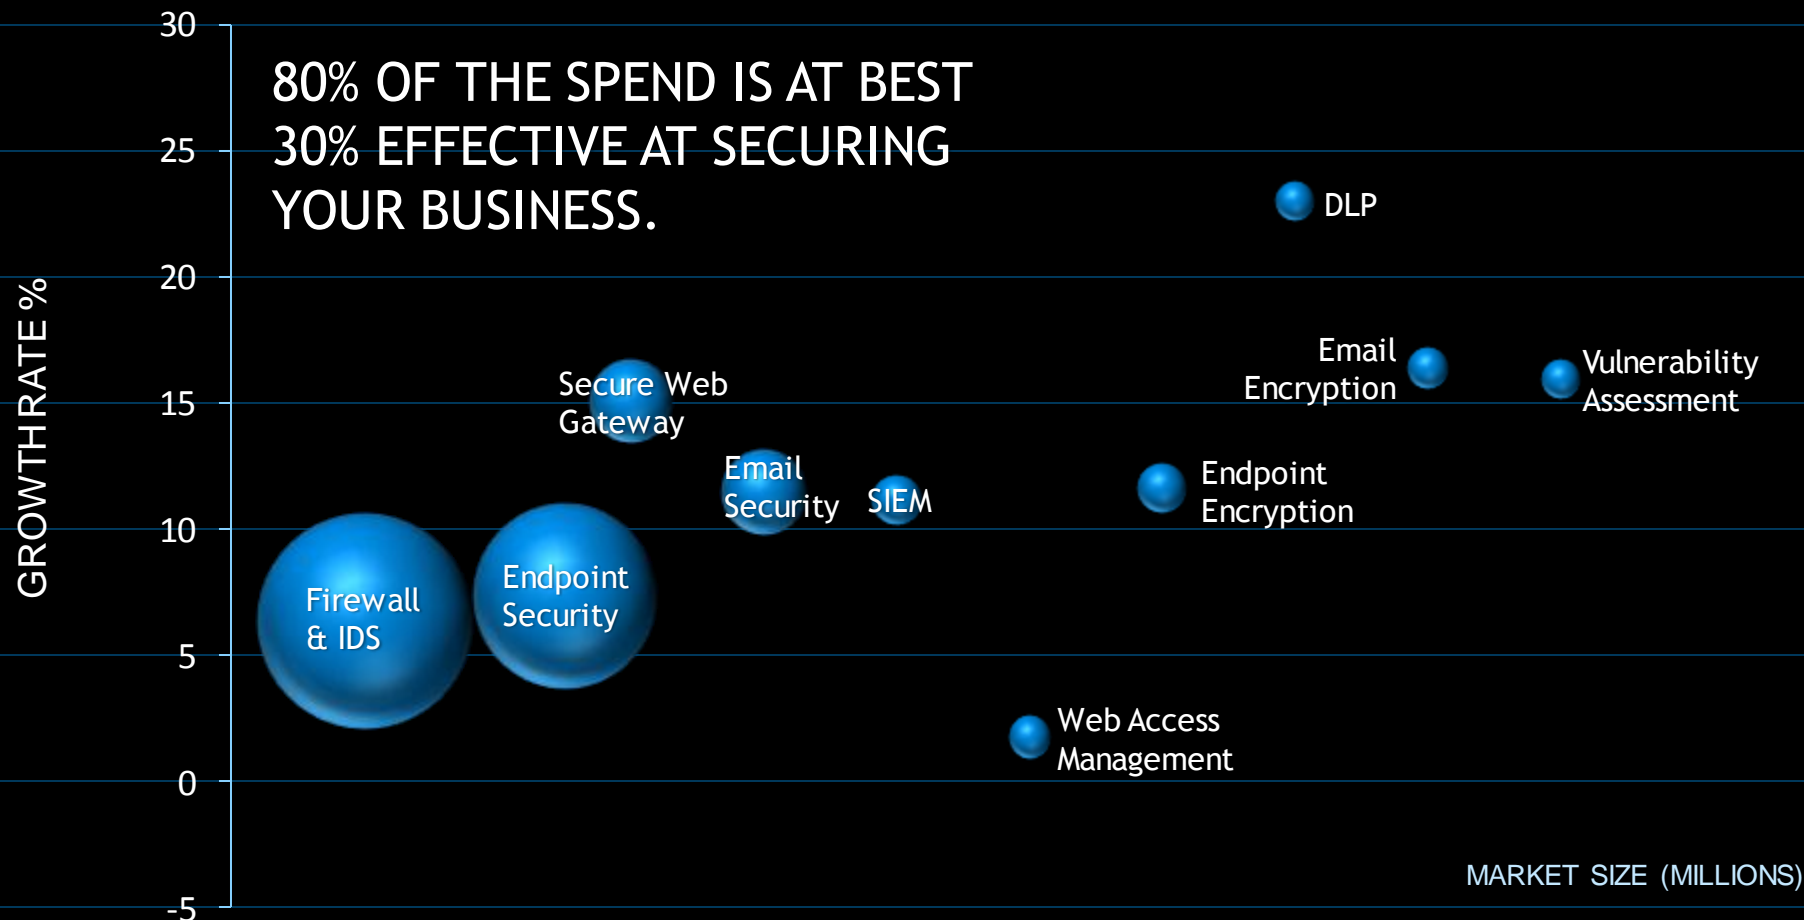 30
80% OF THE SPEND IS AT BEST
30% EFFECTIVE AT SECURING
YOUR BUSINESS.
25
DLP
20
GROWTH RATE %
Email
Encryption
Vulnerability
Assessment
Secure Web
Gateway
15
Email
Security
SIEM
Endpoint
Encryption
10
Firewall
& IDS
Endpoint
Security
5
Web Access
Management
0
MARKET SIZE (MILLIONS)
-5